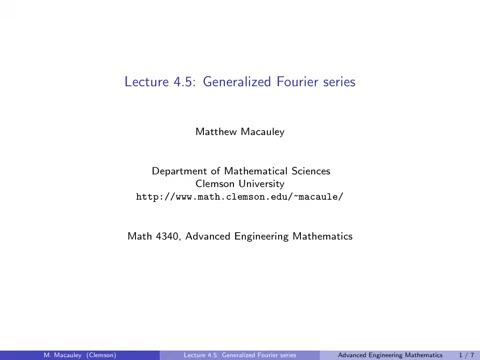 Lecture 4.5: Generalized Fourier series
Matthew Macauley
Department of Mathematical Sciences
Clemson University
http://www.math.clemson.edu/~macaule/
Math 4340, Advanced Engineering Mathematics
M. Macauley (Clemson) Lecture 4.5: Generalized Fourier series Advanced Engineering Mathematics 1 / 7